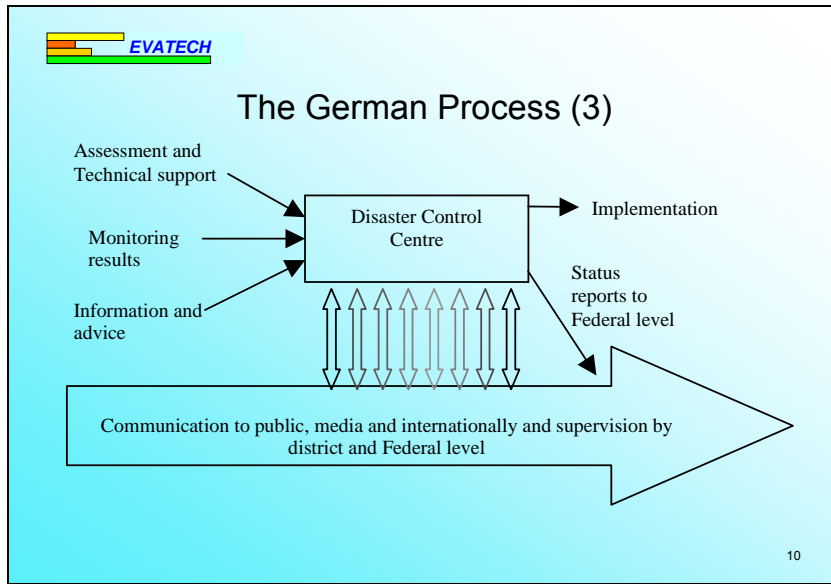 EVATECH
The German Process (3)
Assessment and
Technical support
Monitoring
results
Information and
advice
Disaster Control
Centre
Implementation
Status
reports to
Federal level
Communication to public, media and internationally and supervision by
district and Federal level
10